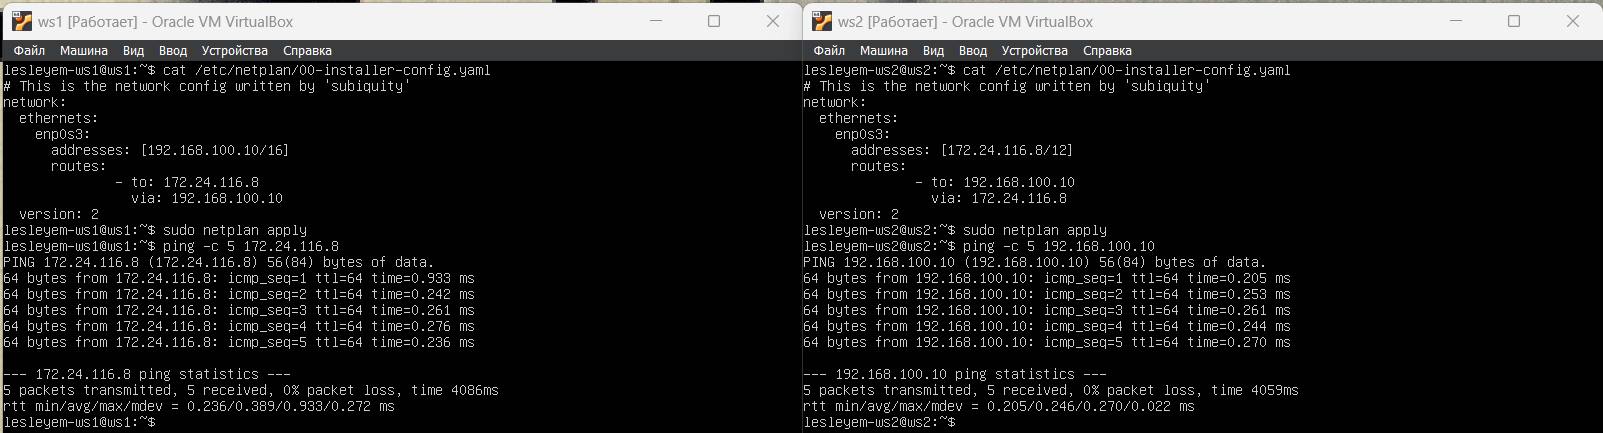 ws1 [Работает] - Oracle VM VirtualBox
Файл Машина Вид Ввод Устройства Справка
lesleyem-ws1@ws1:~$ cat /etc/netplan/00-installer-config.yaml
# This is the network config written by 'subiquity'
network:
  ethernets:
    enp0s3:
      addresses: [192.168.100.10/16]
      routes:
              - to: 172.24.116.8
                via: 192.168.100.10
  version: 2
lesleyem-ws1@ws1:~$ sudo netplan apply
lesleyem-ws1@ws1:~$ ping -c 5 172.24.116.8
PING 172.24.116.8 (172.24.116.8) 56(84) bytes of data.
64 bytes from 172.24.116.8: icmp_seq=1 ttl=64 time=0.933 ms
64 bytes from 172.24.116.8: icmp_seq=2 ttl=64 time=0.242 ms
64 bytes from 172.24.116.8: icmp_seq=3 ttl=64 time=0.261 ms
64 bytes from 172.24.116.8: icmp_seq=4 ttl=64 time=0.276 ms
64 bytes from 172.24.116.8: icmp_seq=5 ttl=64 time=0.236 ms
--- 172.24.116.8 ping statistics ---
5 packets transmitted, 5 received, 0% packet loss, time 4086ms
rtt min/avg/max/mdev = 0.236/0.389/0.933/0.272 ms
lesleyem-ws1@ws1:~$
ws2 [Работает] - Oracle VM VirtualBox
Файл Машина Вид Ввод Устройства Справка
lesleyem-ws2@ws2:~$ cat /etc/netplan/00-installer-config.yaml
# This is the network config written by 'subiquity'
network:
  ethernets:
    enp0s3:
      addresses: [172.24.116.8/12]
      routes:
              - to: 192.168.100.10
                via: 172.24.116.8
  version: 2
lesleyem-ws2@ws2:~$ sudo netplan apply
lesleyem-ws2@ws2:~$ ping -c 5 192.168.100.10
PING 192.168.100.10 (192.168.100.10) 56(84) bytes of data.
64 bytes from 192.168.100.10: icmp_seq=1 ttl=64 time=0.205 ms
64 bytes from 192.168.100.10: icmp_seq=2 ttl=64 time=0.253 ms
64 bytes from 192.168.100.10: icmp_seq=3 ttl=64 time=0.261 ms
64 bytes from 192.168.100.10: icmp_seq=4 ttl=64 time=0.244 ms
64 bytes from 192.168.100.10: icmp_seq=5 ttl=64 time=0.270 ms
--- 192.168.100.10 ping statistics ---
5 packets transmitted, 5 received, 0% packet loss, time 4059ms
rtt min/avg/max/mdev = 0.205/0.246/0.270/0.022 ms
lesleyem-ws2@ws2:~$